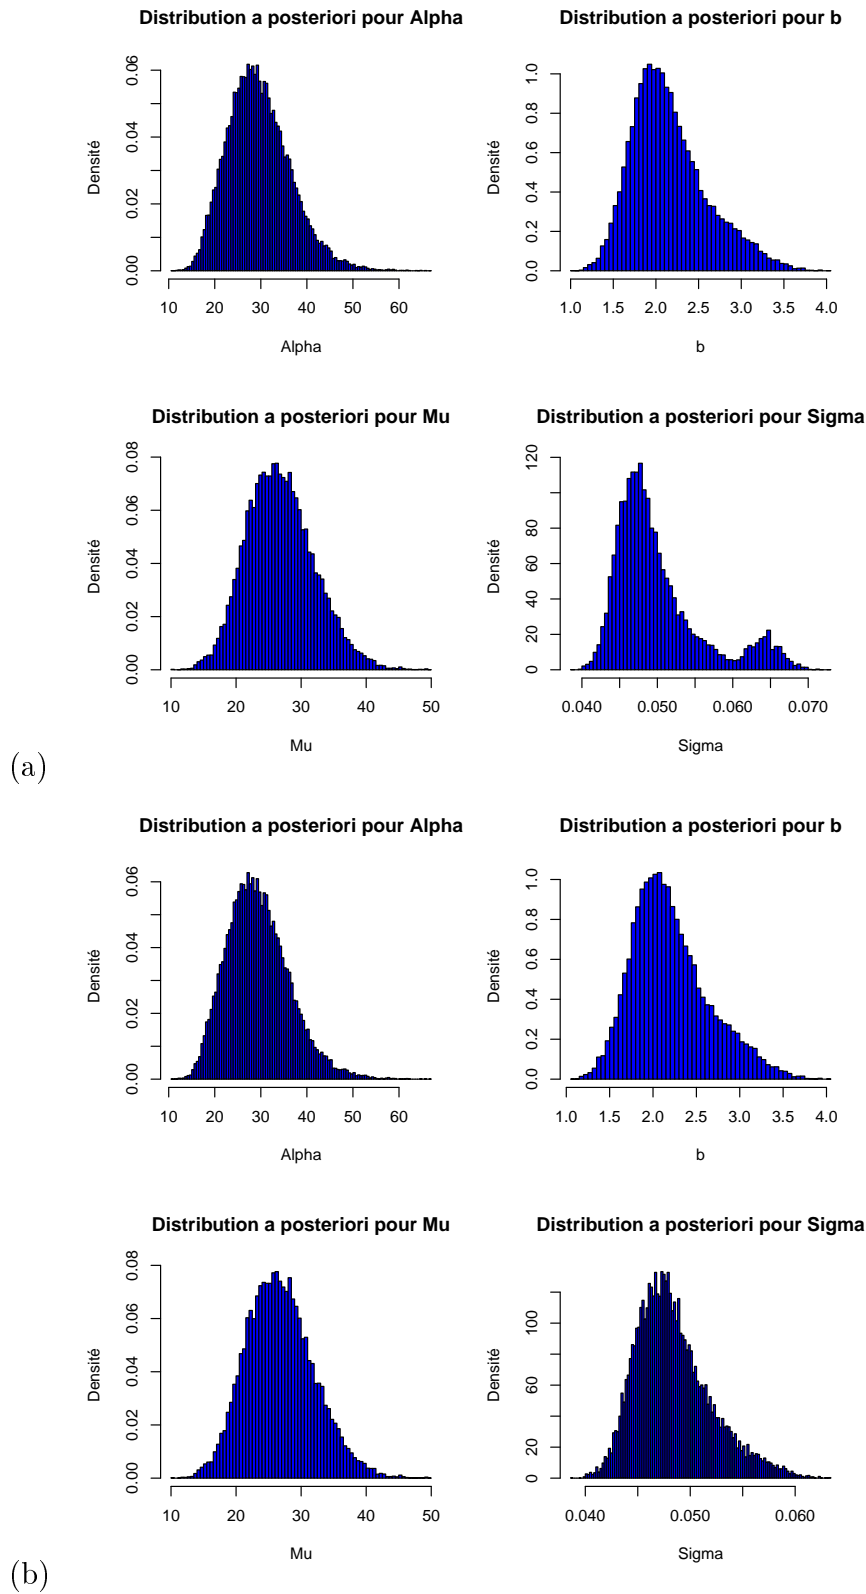 Distribution a posteriori pour Alpha
Densité
0.00 0.02 0.04 0.06
10 20 30 40 50 60
Alpha
Distribution a posteriori pour b
Densité
0.0 0.2 0.4 0.6 0.8 1.0
1.0 1.5 2.0 2.5 3.0 3.5 4.0
b
Distribution a posteriori pour Mu
Densité
0.00 0.02 0.04 0.06 0.08
10 20 30 40 50
Mu
Distribution a posteriori pour Sigma
Densité
0 20 40 60 80 120
0.040 0.050 0.060 0.070
Sigma
(a)
Distribution a posteriori pour Alpha
Densité
0.00 0.02 0.04 0.06
10 20 30 40 50 60
Alpha
Distribution a posteriori pour b
Densité
0.0 0.2 0.4 0.6 0.8 1.0
1.0 1.5 2.0 2.5 3.0 3.5 4.0
b
Distribution a posteriori pour Mu
Densité
0.00 0.02 0.04 0.06 0.08
10 20 30 40 50
Mu
Distribution a posteriori pour Sigma
Densité
0 20 60 100
0.040 0.050 0.060
Sigma
(b)